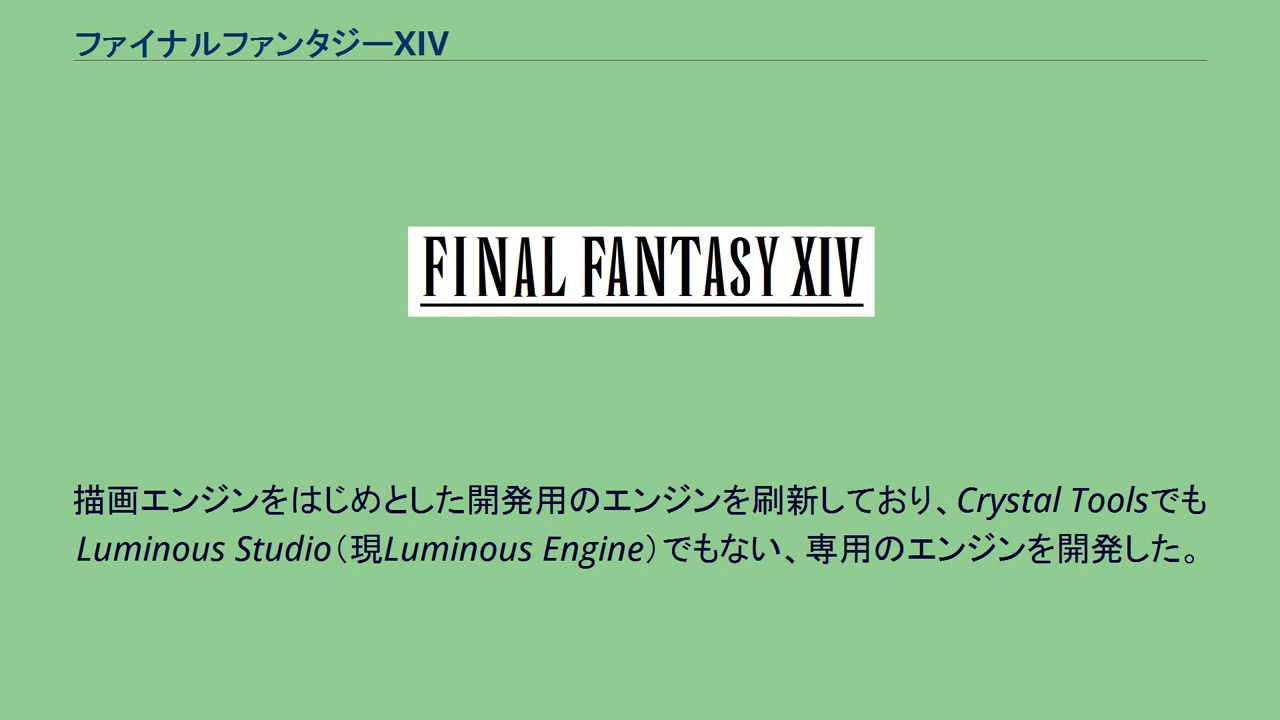 ファイナルファンタジーXIV
FINAL FANTASY XIV
描画エンジンをはじめとした開発用のエンジンを刷新しており、Crystal Toolsでも
Luminous Studio（現Luminous Engine）でもない、専用のエンジンを開発した。